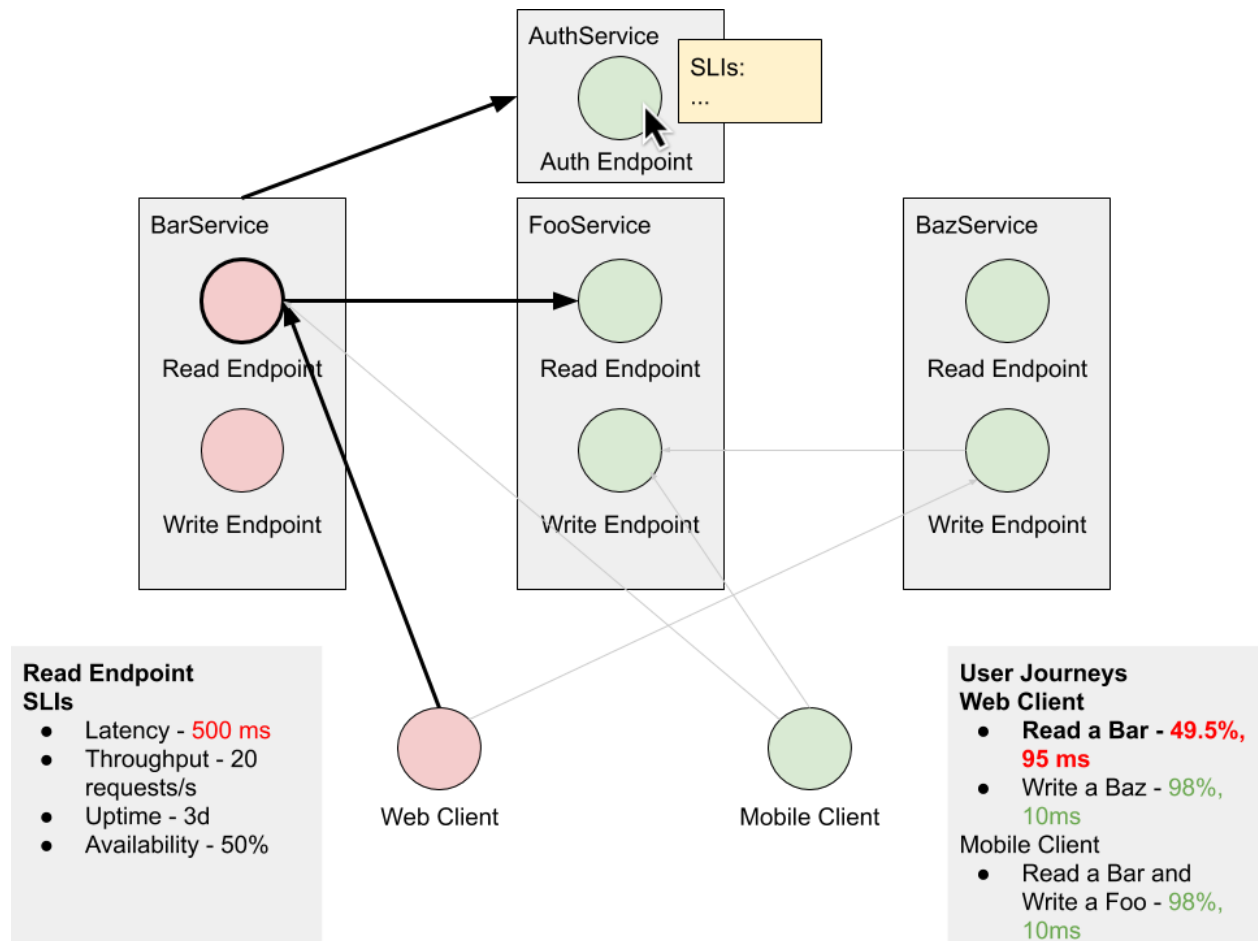 AuthService
SLIs:
...
Auth Endpoint
BarService
FooService
BazService
Read Endpoint
Read Endpoint
Read Endpoint
Write Endpoint
Write Endpoint
Write Endpoint
Web Client
Mobile Client
Read Endpoint
SLIs
● Latency - 500 ms
● Throughput - 20
requests/s
● Uptime - 3d
● Availability - 50%
User Journeys
Web Client
● Read a Bar - 49.5%,
95 ms
● Write a Baz - 98%,
10ms
Mobile Client
● Read a Bar and
Write a Foo - 98%,
10ms